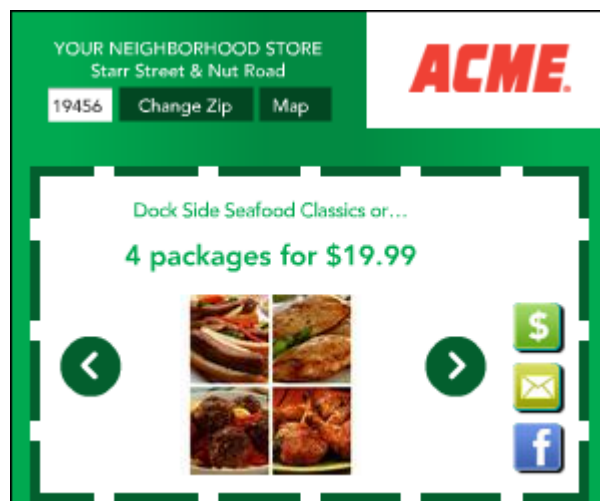 YOUR NEIGHBORHOOD STORE
Starr Street & Nut Road
19456 Change Zip Map
ACME.
Dock Side Seafood Classics or...
4 packages for $19.99
$
f